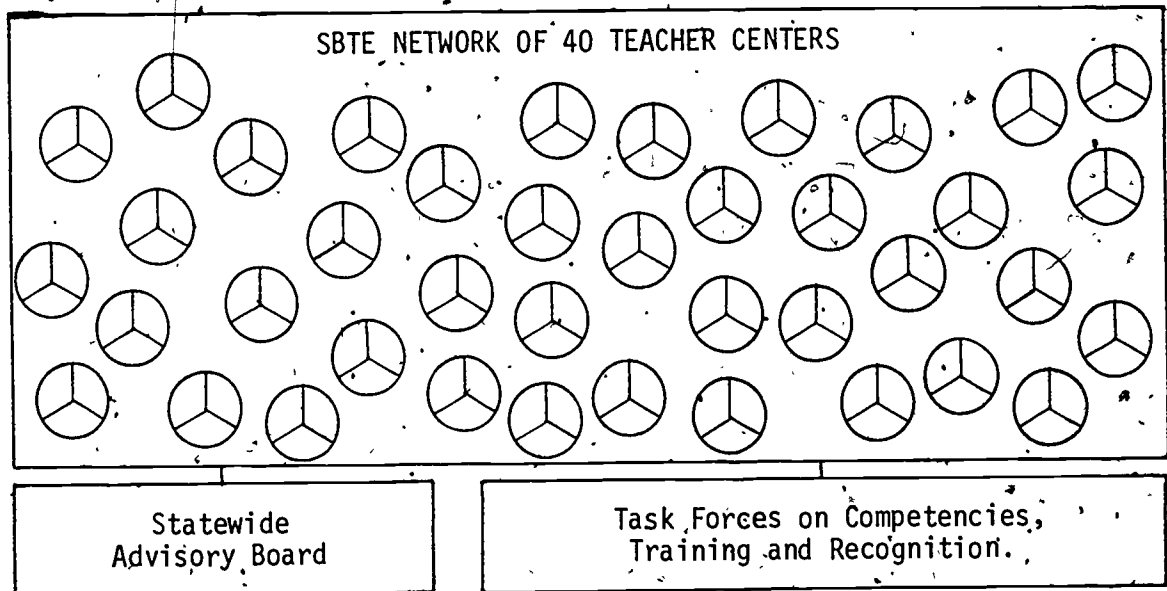 SBTE NETWORK OF 40 TEACHER CENTERS
Statewide
Advisory Board
Task Forces on Competencies,
Training and Recognition.